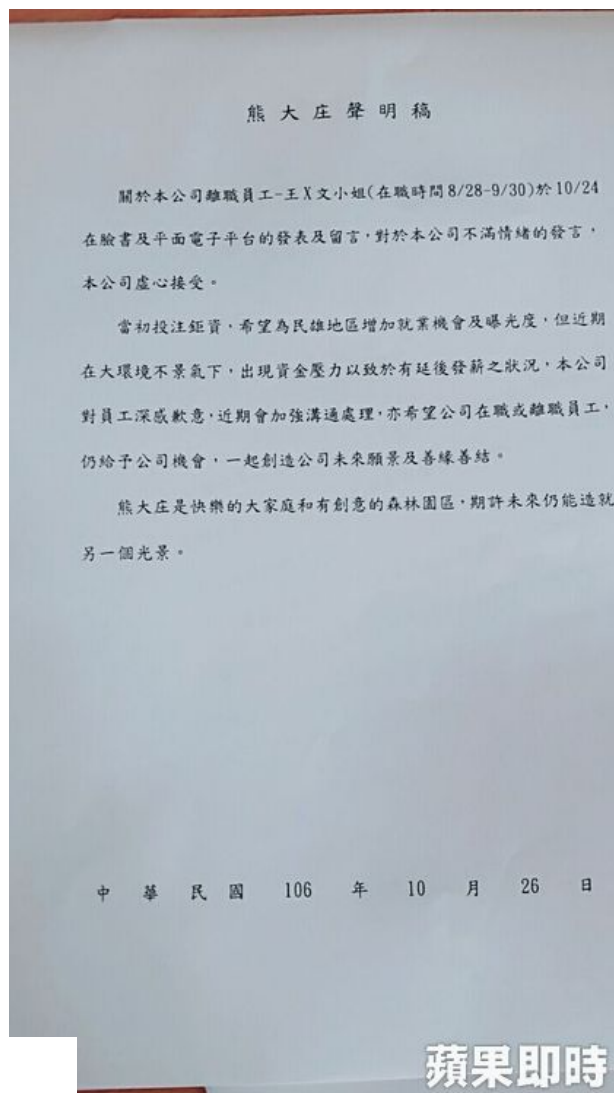 熊大庄聲明稿
關於本公司離職員工-王X文小姐(在職時間8/28-9/30)於10/24
在臉書及平面電子平台的發表及留言，對於本公司不滿情緒的發言，
本公司虛心接受。
當初投注鉅資，希望為民雄地區增加就業機會及曝光度，但近期
在大環境不景氣下，出現資金壓力以致於有延後發薪之狀況，本公司
對員工深感歉意，近期會加強溝通處理，亦希望公司在職或離職員工，
仍給予公司機會，一起創造公司未來願景及善緣善結。
熊大庄是快樂的大家庭和有創意的森林園區，期許未來仍能造就
另一個光景。
中華民國 106 年 10 月 26 日
蘋果即時